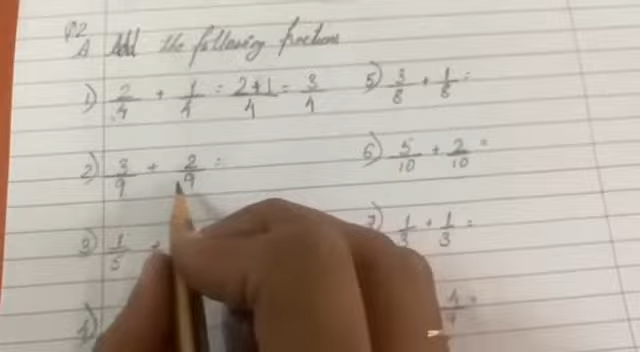 Q2
A Add the following fractions
1) 2/4 + 1/4 = 2+1/4 = 3/4
5) 3/8 + 1/8 =
2) 3/9 + 2/9 =
6) 5/10 + 2/10 =
3) 1/5 +
7) 1/3 + 1/3 =
4)